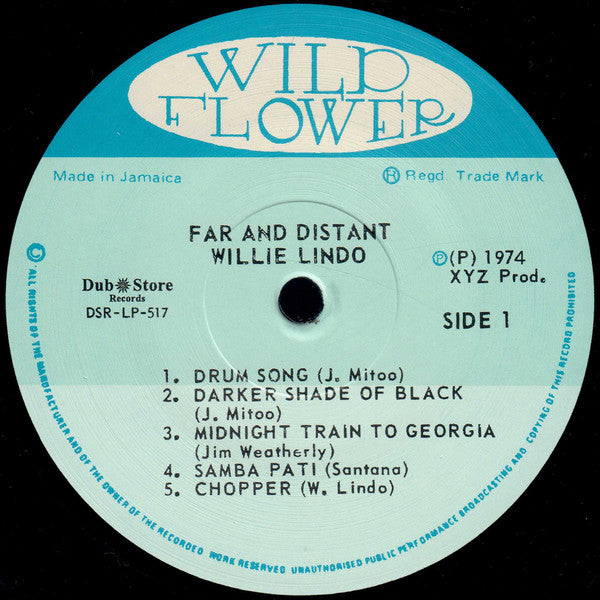 WILD
FLOWER
Made in Jamaica
® Regd. Trade Mark
FAR AND DISTANT
WILLIE LINDO
℗(P) 1974
XYZ Prod.
Dub Store
Records
DSR-LP-517
SIDE 1
1. DRUM SONG (J. Mitoo)
2. DARKER SHADE OF BLACK
(J. Mitoo)
3. MIDNIGHT TRAIN TO GEORGIA
(Jim Weatherly)
4. SAMBA PATI (Santana)
5. CHOPPER (W. Lindo)
© ALL RIGHTS OF THE MANUFACTURER AND OF THE OWNER OF THE RECORDED WORK RESERVED UNAUTHORISED PUBLIC PERFORMANCE BROADCASTING AND COPYING OF THIS RECORD PROHIBITED